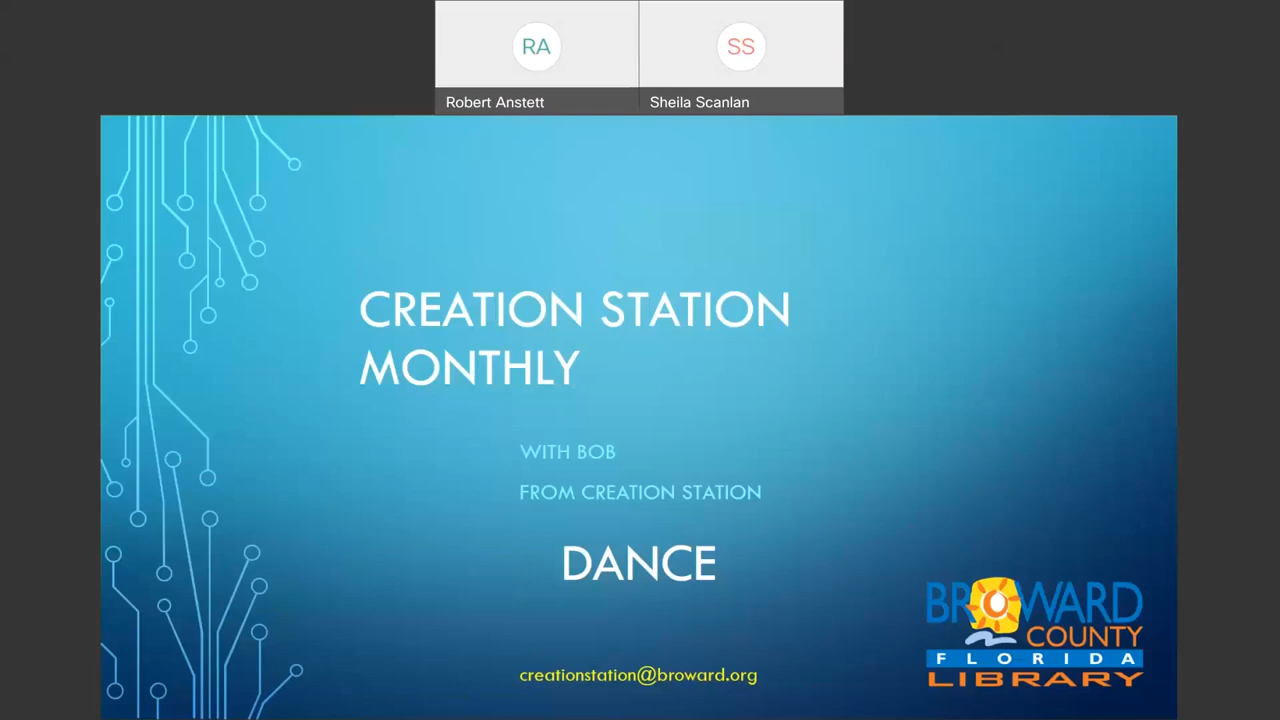 RA
SS
Robert Anstett
Sheila Scanlan
CREATION STATION
MONTHLY
WITH BOB
FROM CREATION STATION
DANCE
creationstation@broward.org
BROWARD
COUNTY
FLORIDA
LIBRARY